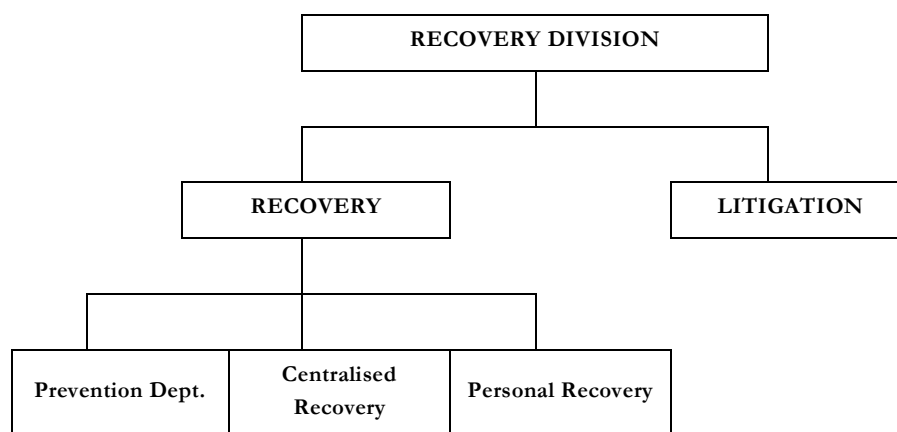 RECOVERY DIVISION
RECOVERY
LITIGATION
Prevention Dept.
Centralised
Recovery
Personal Recovery